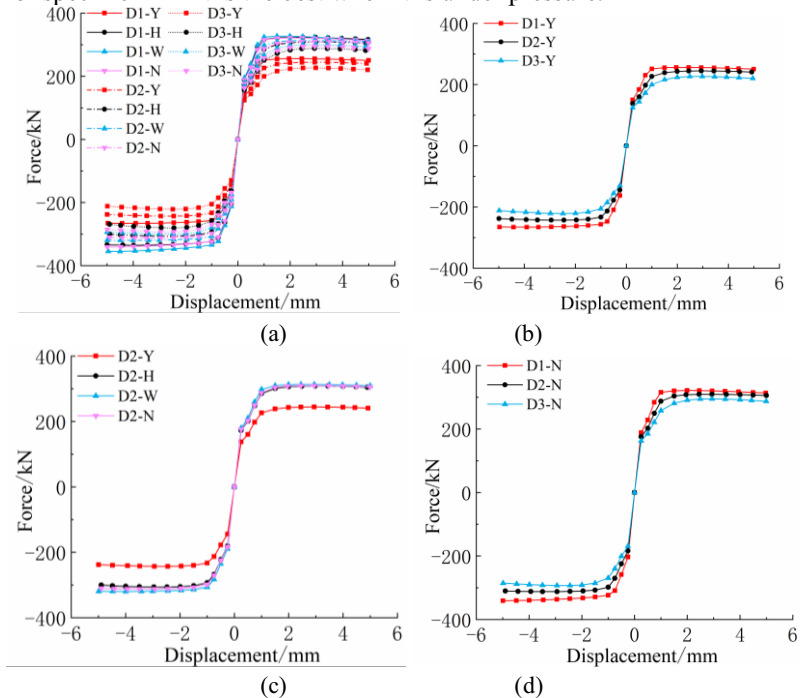 D1-Y D3-Y
D1-H D3-H
D1-W D3-W
D1-N D3-N
D2-Y
D2-H
D2-W
D2-N
400
200
0
−200
−400
Force/kN
−6 −4 −2 0 2 4 6
Displacement/mm
(a)
D1-Y
D2-Y
D3-Y
400
200
0
−200
−400
Force/kN
−6 −4 −2 0 2 4 6
Displacement/mm
(b)
D2-Y
D2-H
D2-W
D2-N
400
200
0
−200
−400
Force/kN
−6 −4 −2 0 2 4 6
Displacement/mm
(c)
D1-N
D2-N
D3-N
400
200
0
−200
−400
Force/kN
−6 −4 −2 0 2 4 6
Displacement/mm
(d)